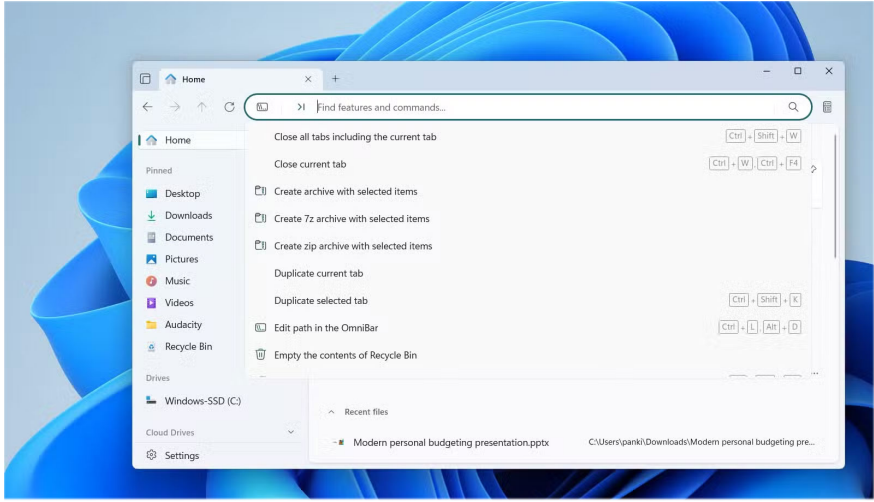 Home
Find features and commands...
Home
Close all tabs including the current tab Ctrl + Shift + W
Close current tab Ctrl + W, Ctrl + F4
Pinned
Desktop
Create archive with selected items
Downloads
Create 7z archive with selected items
Documents
Create zip archive with selected items
Pictures
Music
Duplicate current tab
Videos
Duplicate selected tab Ctrl + Shift + K
Audacity
Edit path in the OmniBar Ctrl + L, Alt + D
Recycle Bin
Empty the contents of Recycle Bin
Drives
Windows-SSD (C:)
Recent files
Cloud Drives
Modern personal budgeting presentation.pptx C:\Users\panki\Downloads\Modern personal budgeting pre...
Settings